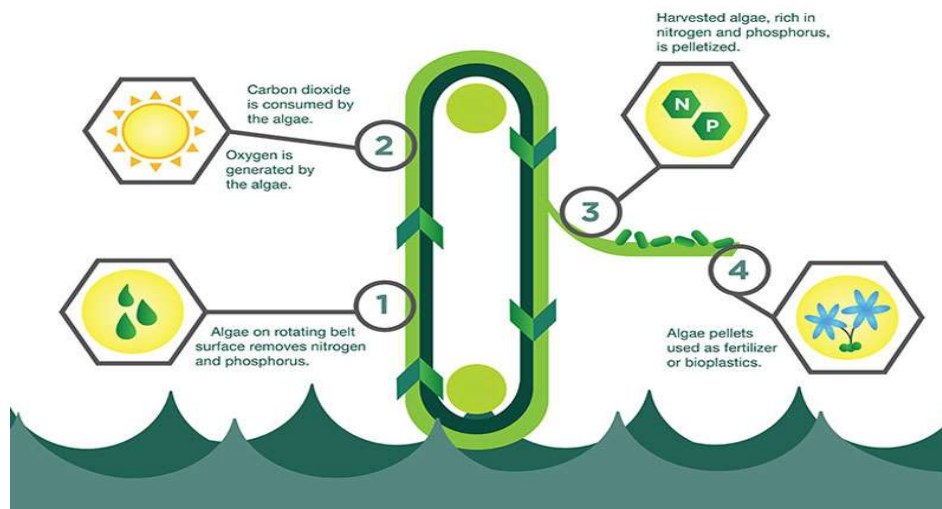 Harvested algae, rich in
nitrogen and phosphorus,
is pelletized.
Carbon dioxide
is consumed by
the algae.
2
Oxygen is
generated by
the algae.
N
P
3
4
1
Algae on rotating belt
surface removes nitrogen
and phosphorus.
Algae pellets
used as fertilizer
or bioplastics.